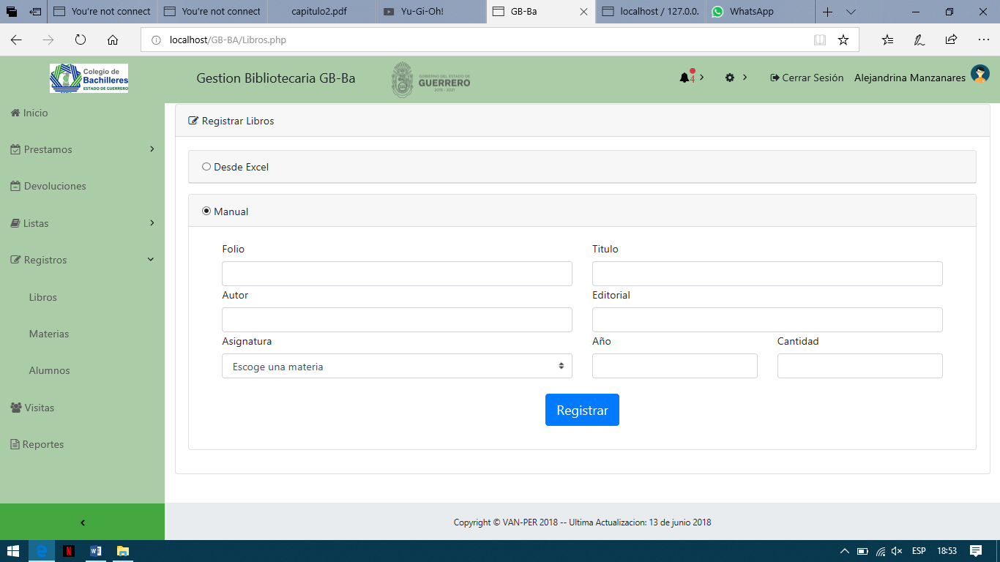 You're not connect
You're not connect
capitulo2.pdf
Yu-Gi-Oh!
GB-Ba
localhost / 127.0.0.
WhatsApp
localhost/GB-BA/Libros.php
Colegio de
Bachilleres
ESTADO DE GUERRERO
Gestion Bibliotecaria GB-Ba
GOBIERNO DEL ESTADO DE
GUERRERO
2015 - 2021
4
Cerrar Sesión
Alejandrina Manzanares
Inicio
Prestamos
Devoluciones
Listas
Registros
Libros
Materias
Alumnos
Visitas
Reportes
Registrar Libros
Desde Excel
Manual
Folio
Titulo
Autor
Editorial
Asignatura
Año
Cantidad
Escoge una materia
Registrar
Copyright © VAN-PER 2018 -- Ultima Actualizacion: 13 de junio 2018
N
ESP
18:53